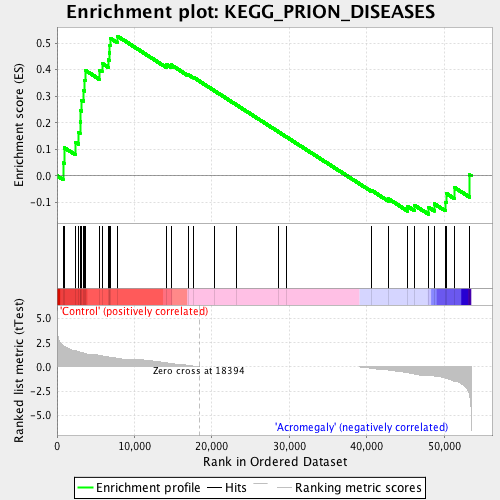 Enrichment plot: KEGG_PRION_DISEASES
Enrichment score (ES)
0.5
0.4
0.3
0.2
0.1
0.0
-0.1
'Control' (positively correlated)
Ranked list metric (tTest)
5.0
2.5
0.0
-2.5
-5.0
Zero cross at 18394
'Acromegaly' (negatively correlated)
0
10,000
20,000
30,000
40,000
50,000
Rank in Ordered Dataset
Enrichment profile
Hits
Ranking metric scores